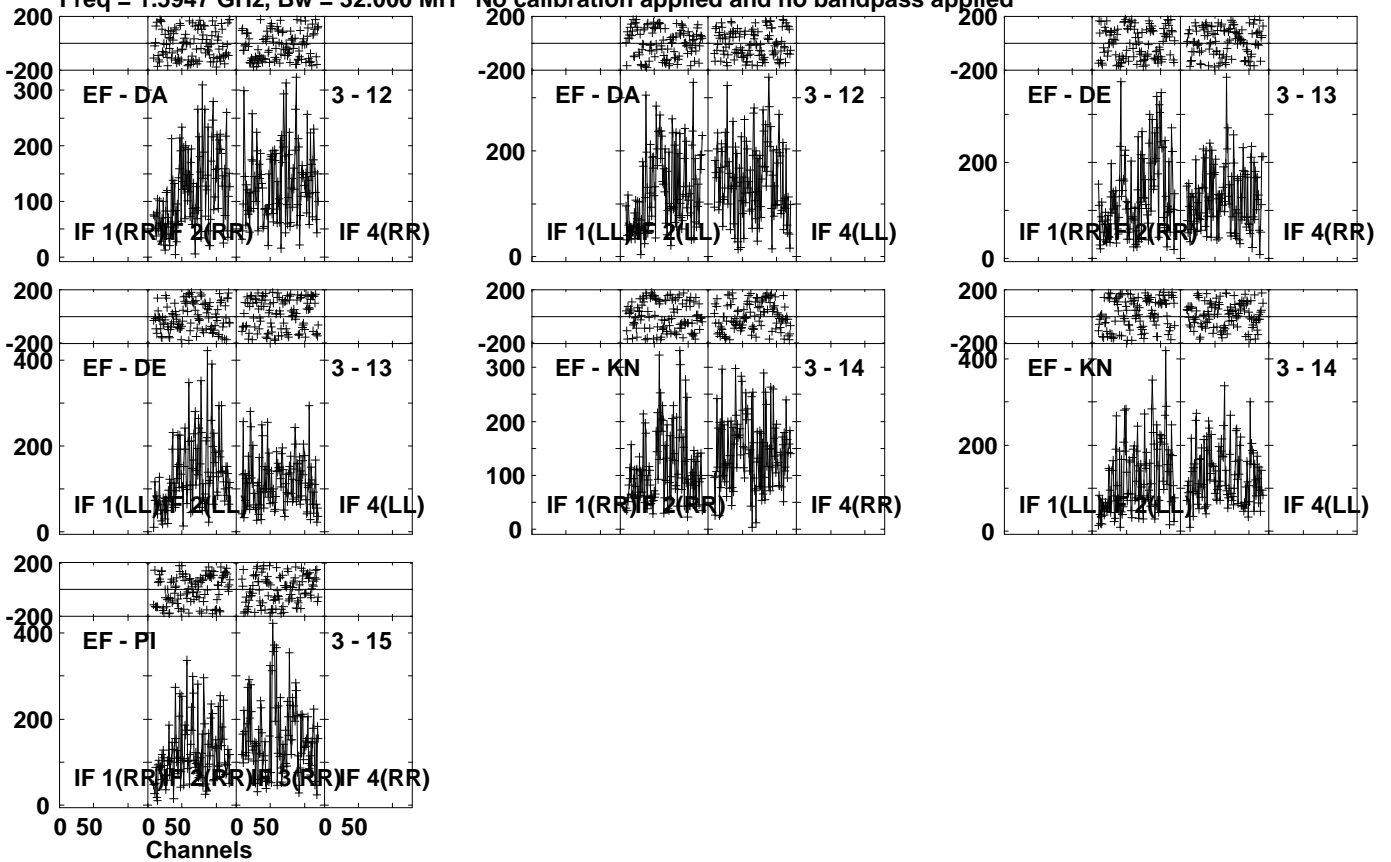 Freq = 1.5947 GHz, Bw = 32.000 MH No calibration applied and no bandpass applied
200
-200
300
200
100
0
EF - DA
3 - 12
IF 1(RR)
IF 2(RR)
IF 4(RR)
200
-200
200
0
EF - DA
3 - 12
IF 1(LL)
IF 2(LL)
IF 4(LL)
200
-200
200
0
EF - DE
3 - 13
IF 1(RR)
IF 2(RR)
IF 4(RR)
200
-200
400
200
0
EF - DE
3 - 13
IF 1(LL)
IF 2(LL)
IF 4(LL)
200
-200
300
200
100
0
EF - KN
3 - 14
IF 1(RR)
IF 2(RR)
IF 4(RR)
200
-200
400
200
0
EF - KN
3 - 14
IF 1(LL)
IF 2(LL)
IF 4(LL)
200
-200
400
200
0
EF - PI
3 - 15
IF 1(RR)
IF 2(RR)
IF 3(RR)
IF 4(RR)
0 50 0 50 0 50 0 50
Channels